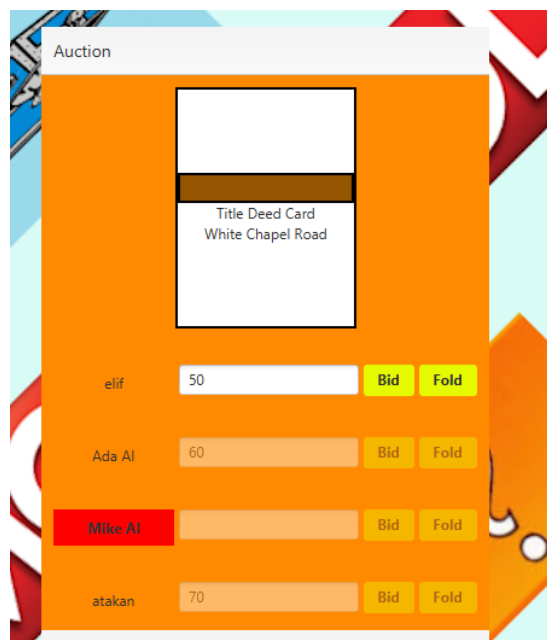 Auction
Title Deed Card
White Chapel Road
elif 50 Bid Fold
Ada AI 60 Bid Fold
Mike AI Bid Fold
atakan 70 Bid Fold